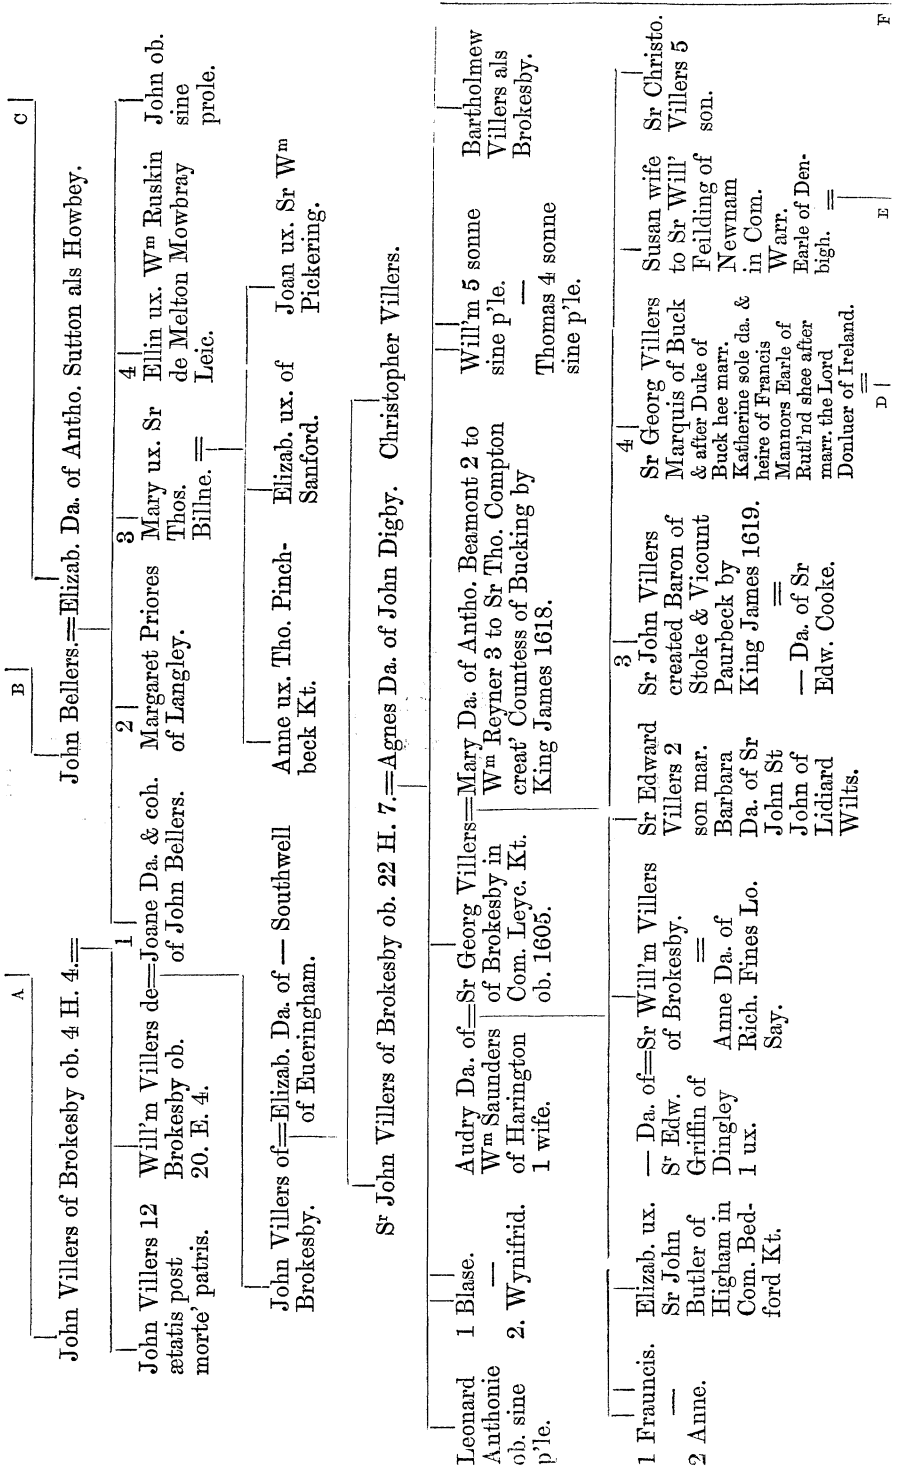 A
B
C
John Villers of Brokesby ob. 4 H. 4.=
John Bellers.=Elizab. Da. of Antho. Sutton als Howbey.
John Villers 12
ætatis post
morte' patris.
Will'm Villers de=Joane Da. & coh.
Brokesby ob.
20. E. 4.
1
of John Bellers.
2
Margaret Priores
of Langley.
3
Mary ux. Sr
Thos.
Billne. =
4
Ellin ux. Wm Ruskin
de Melton Mowbray
Leic.
John ob.
sine
prole.
John Villers of=Elizab. Da. of — Southwell
Brokesby.
of Eueringham.
Anne ux. Tho. Pinch-
beck Kt.
Elizab. ux. of
Sanford.
Joan ux. Sr Wm
Pickering.
Sr John Villers of Brokesby ob. 22 H. 7.=Agnes Da. of John Digby.
Christopher Villers.
Leonard
Anthonie
ob. sine
p'le.
1 Blase.
—
2. Wynifrid.
Audry Da. of=Sr Georg Villers=Mary Da. of Antho. Beamont 2 to
Wm Saunders
of Harington
1 wife.
of Brokesby in
Com. Leyc. Kt.
ob. 1605.
Wm Reyner 3 to Sr Tho. Compton
creat' Countess of Bucking by
King James 1618.
Will'm 5 sonne
sine p'le.
—
Thomas 4 sonne
sine p'le.
Bartholmew
Villers als
Brokesby.
1 Frauncis.
—
2 Anne.
Elizab. ux.
Sr John
Butler of
Higham in
Com. Bed-
ford Kt.
— Da. of=Sr Will'm Villers
Sr Edw.
Griffin of
Dingley
1 ux.
of Brokesby.
=
Anne Da. of
Rich. Fines Lo.
Say.
Sr Edward
Villers 2
son mar.
Barbara
Da. of Sr
John St
John of
Lidiard
Wilts.
3
Sr John Villers
created Baron of
Stoke & Vicount
Paurbeck by
King James 1619.
=
— Da. of Sr
Edw. Cooke.
4
Sr Georg Villers
Marquis of Buck
& after Duke of
Buck hee marr.
Katherine sole da. &
heire of Francis
Mannors Earle of
Rutl'nd shee after
marr. the Lord
Donluer of Ireland.
=
D
Susan wife
to Sr Will'
Feilding of
Newnam
in Com.
Warr.
Earle of Den-
bigh. =
E
Sr Christo.
Villers 5
son.
F